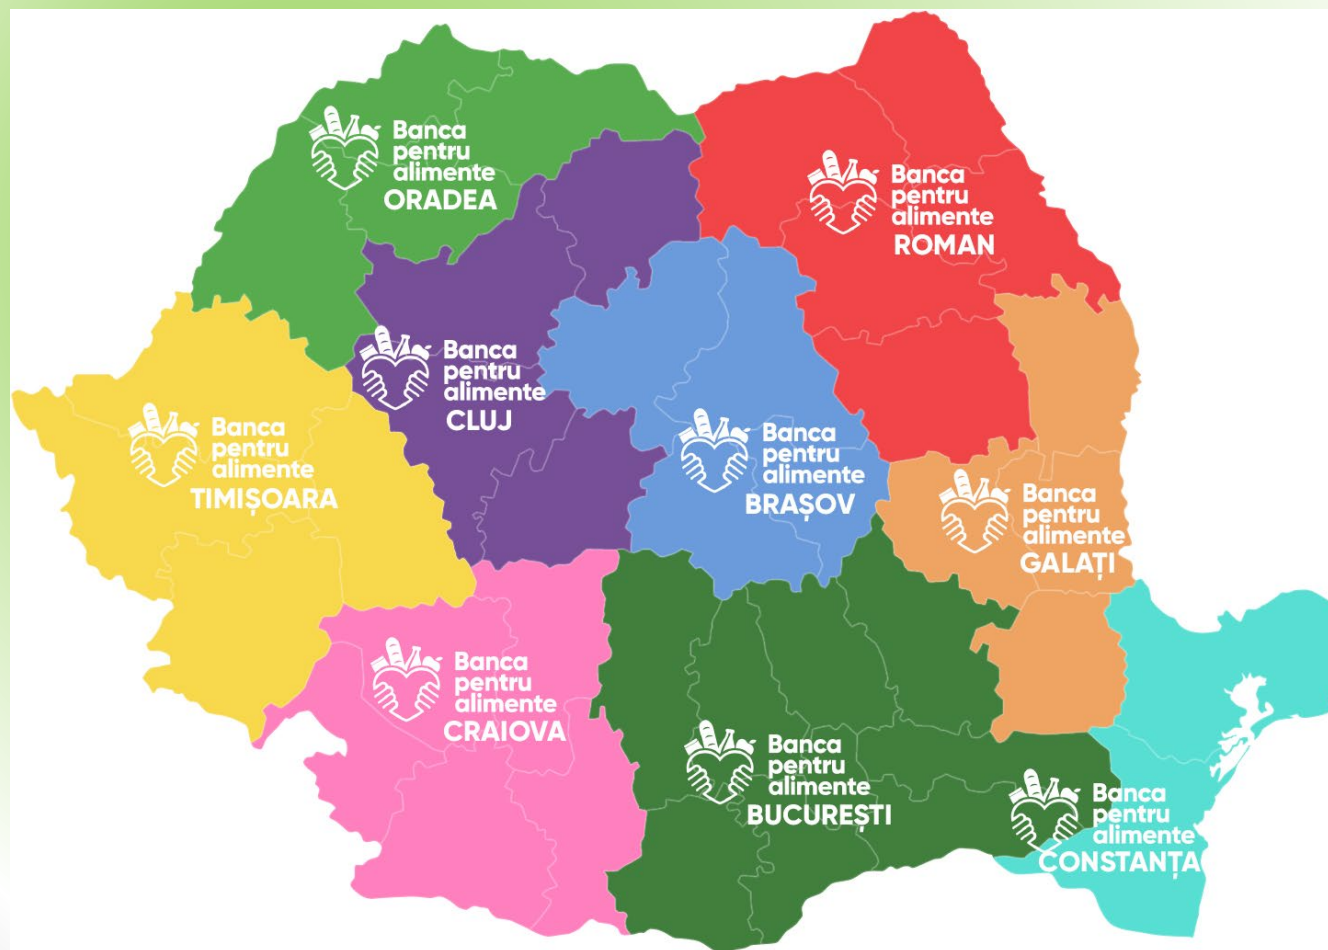 Banca
pentru
alimente
ORADEA
Banca
pentru
alimente
ROMAN
Banca
pentru
alimente
CLUJ
Banca
pentru
alimente
TIMIȘOARA
Banca
pentru
alimente
BRAȘOV
Banca
pentru
alimente
GALAȚI
Banca
pentru
alimente
CRAIOVA
Banca
pentru
alimente
BUCUREȘTI
Banca
pentru
alimente
CONSTANȚA